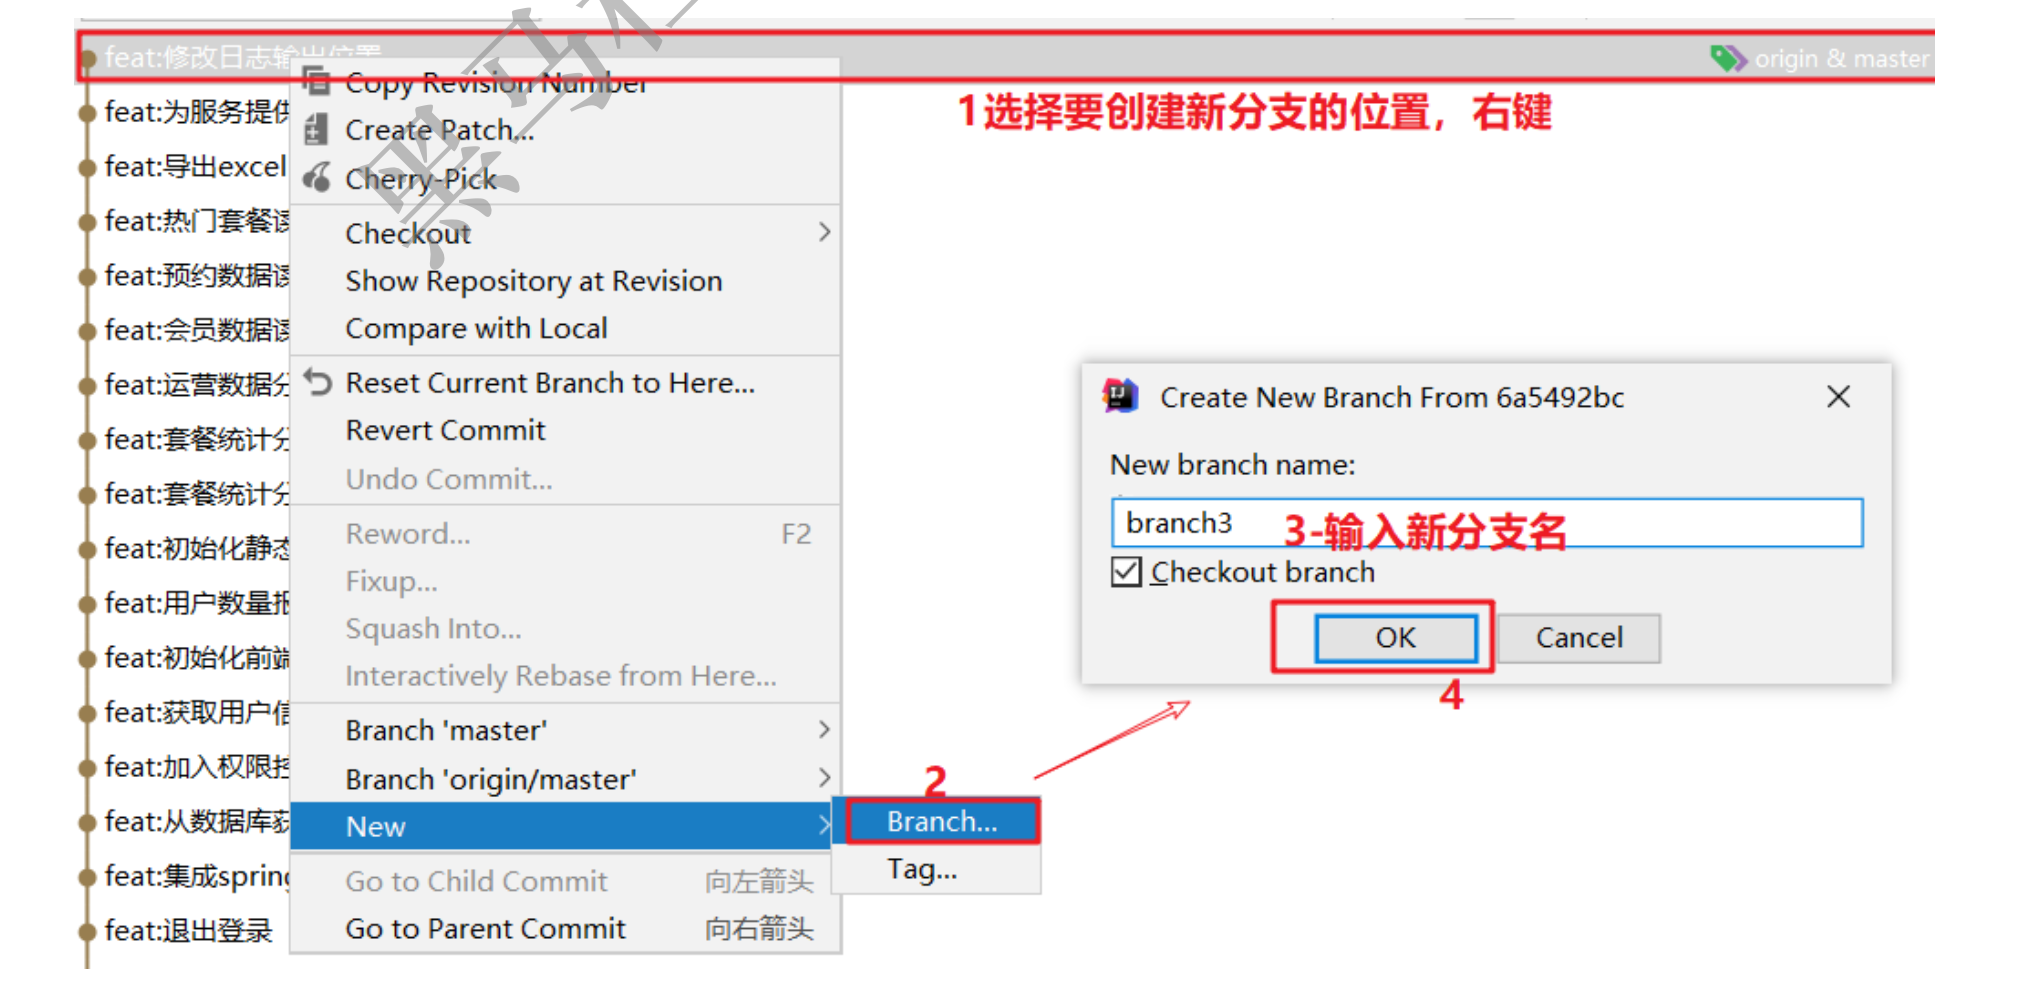 feat:修改日志输出位置
origin & master
Copy Revision Number
1选择要创建新分支的位置，右键
feat:为服务提供
Create Patch...
feat:导出excel
Cherry-Pick
feat:热门套餐读
Checkout
feat:预约数据读
Show Repository at Revision
feat:会员数据读
Compare with Local
feat:运营数据分
Reset Current Branch to Here...
feat:套餐统计分
Revert Commit
feat:套餐统计分
Undo Commit...
feat:初始化静态
Reword... F2
feat:用户数量报
Fixup...
Squash Into...
feat:初始化前端
Interactively Rebase from Here...
feat:获取用户信
Branch 'master'
feat:加入权限控
Branch 'origin/master'
feat:从数据库获
New
feat:集成spring
Go to Child Commit 向左箭头
feat:退出登录
Go to Parent Commit 向右箭头
2
Branch...
Tag...
Create New Branch From 6a5492bc
New branch name:
branch3
3-输入新分支名
Checkout branch
OK
Cancel
4
黑马程